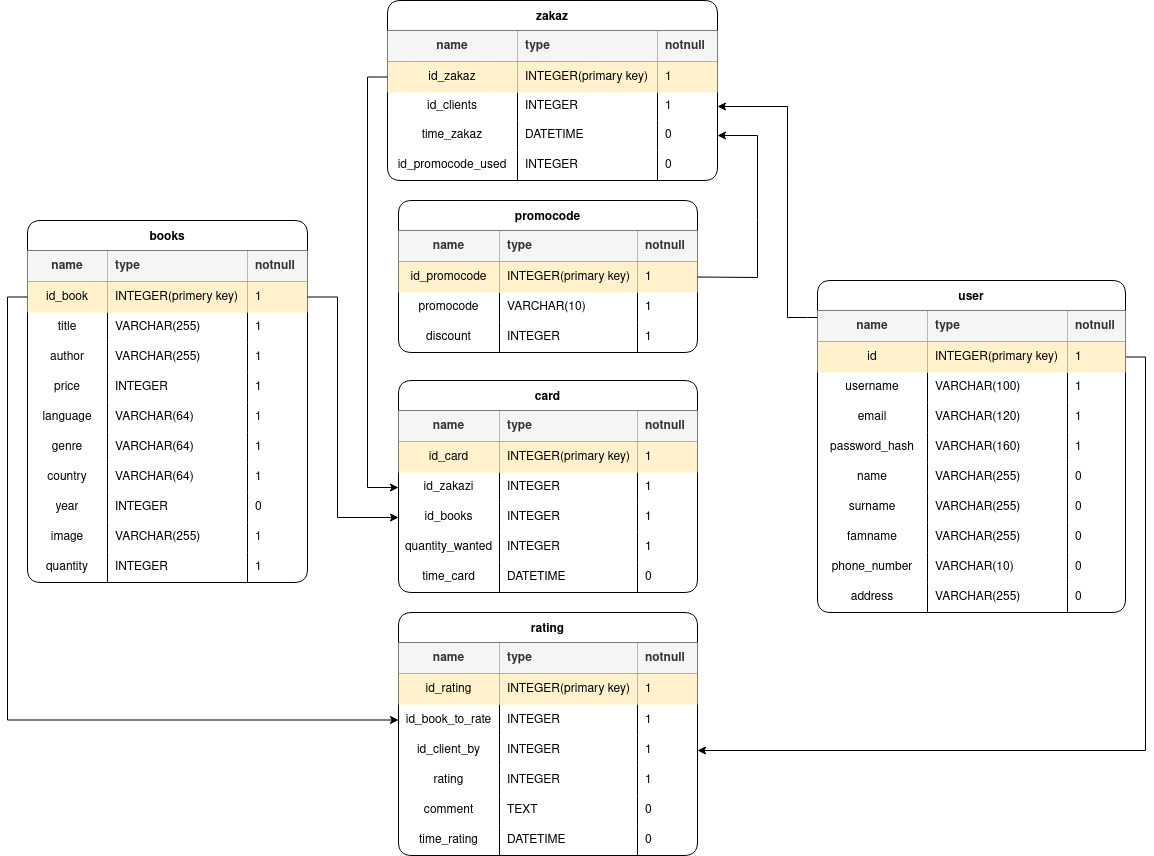 zakaz
name type notnull
id_zakaz INTEGER(primary key) 1
id_clients INTEGER 1
time_zakaz DATETIME 0
id_promocode_used INTEGER 0
promocode
name type notnull
id_promocode INTEGER(primary key) 1
promocode VARCHAR(10) 1
discount INTEGER 1
books
name type notnull
id_book INTEGER(primery key) 1
title VARCHAR(255) 1
author VARCHAR(255) 1
price INTEGER 1
language VARCHAR(64) 1
genre VARCHAR(64) 1
country VARCHAR(64) 1
year INTEGER 0
image VARCHAR(255) 1
quantity INTEGER 1
user
name type notnull
id INTEGER(primary key) 1
username VARCHAR(100) 1
email VARCHAR(120) 1
password_hash VARCHAR(160) 1
name VARCHAR(255) 0
surname VARCHAR(255) 0
famname VARCHAR(255) 0
phone_number VARCHAR(10) 0
address VARCHAR(255) 0
card
name type notnull
id_card INTEGER(primary key) 1
id_zakazi INTEGER 1
id_books INTEGER 1
quantity_wanted INTEGER 1
time_card DATETIME 0
rating
name type notnull
id_rating INTEGER(primary key) 1
id_book_to_rate INTEGER 1
id_client_by INTEGER 1
rating INTEGER 1
comment TEXT 0
time_rating DATETIME 0